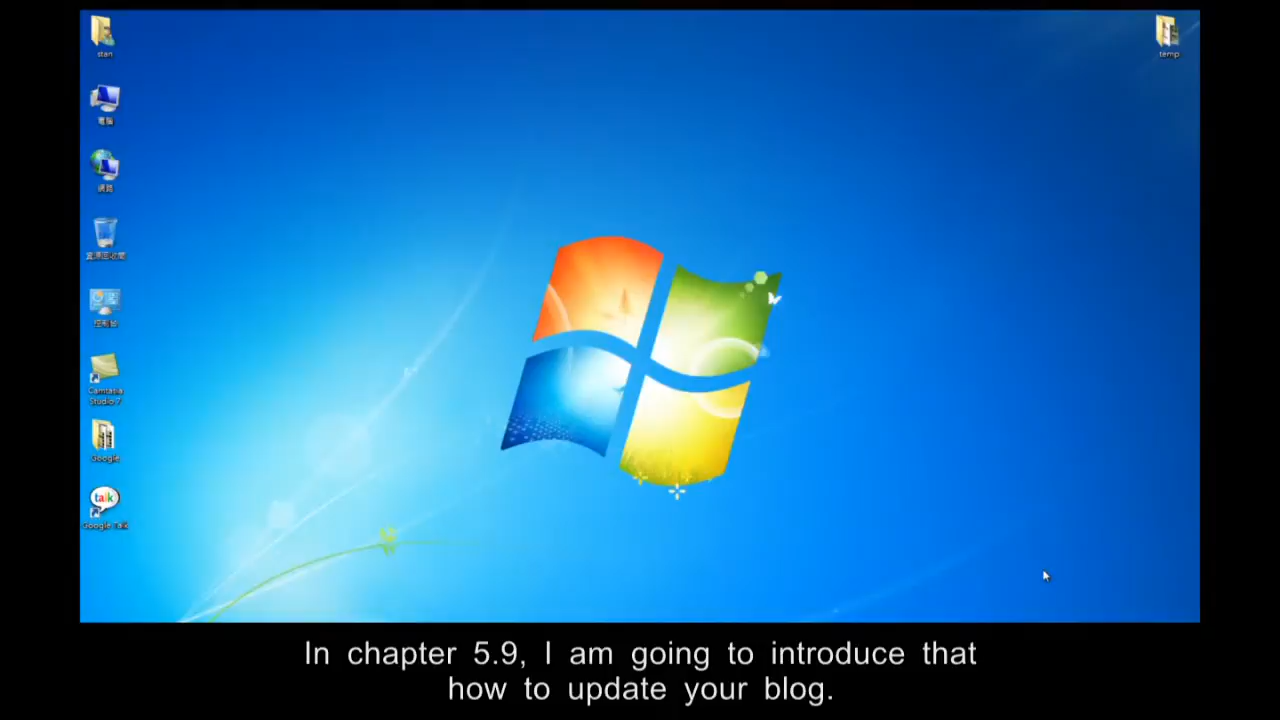 stan
temp
電腦
網路
資源回收筒
控制台
Camtasia
Studio 7
Google
talk
Google Talk
In chapter 5.9, I am going to introduce that
how to update your blog.